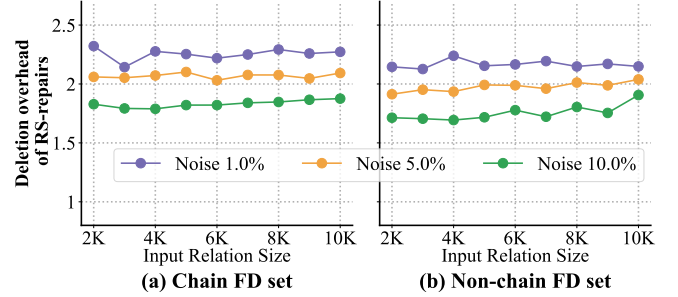 Deletion overhead
of RS-repairs
2.5
2
1.5
1
Noise 1.0%
Noise 5.0%
Noise 10.0%
2K 4K 6K 8K 10K
2K 4K 6K 8K 10K
Input Relation Size
Input Relation Size
(a) Chain FD set
(b) Non-chain FD set